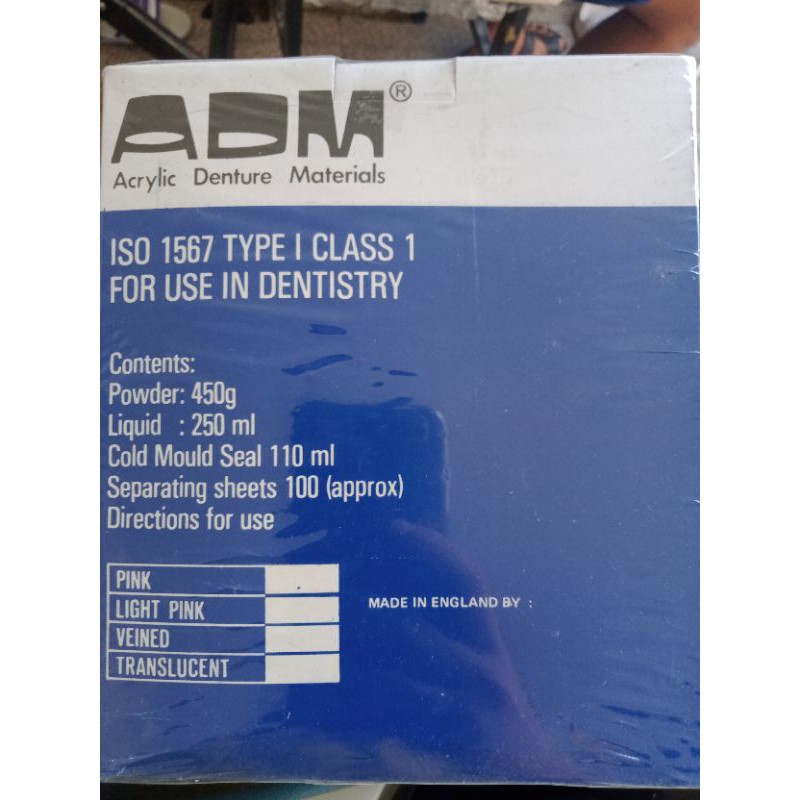 ADM®
Acrylic Denture Materials
ISO 1567 TYPE I CLASS 1
FOR USE IN DENTISTRY
Contents:
Powder: 450g
Liquid : 250 ml
Cold Mould Seal 110 ml
Separating sheets 100 (approx)
Directions for use
PINK
LIGHT PINK
VEINED
TRANSLUCENT
MADE IN ENGLAND BY :